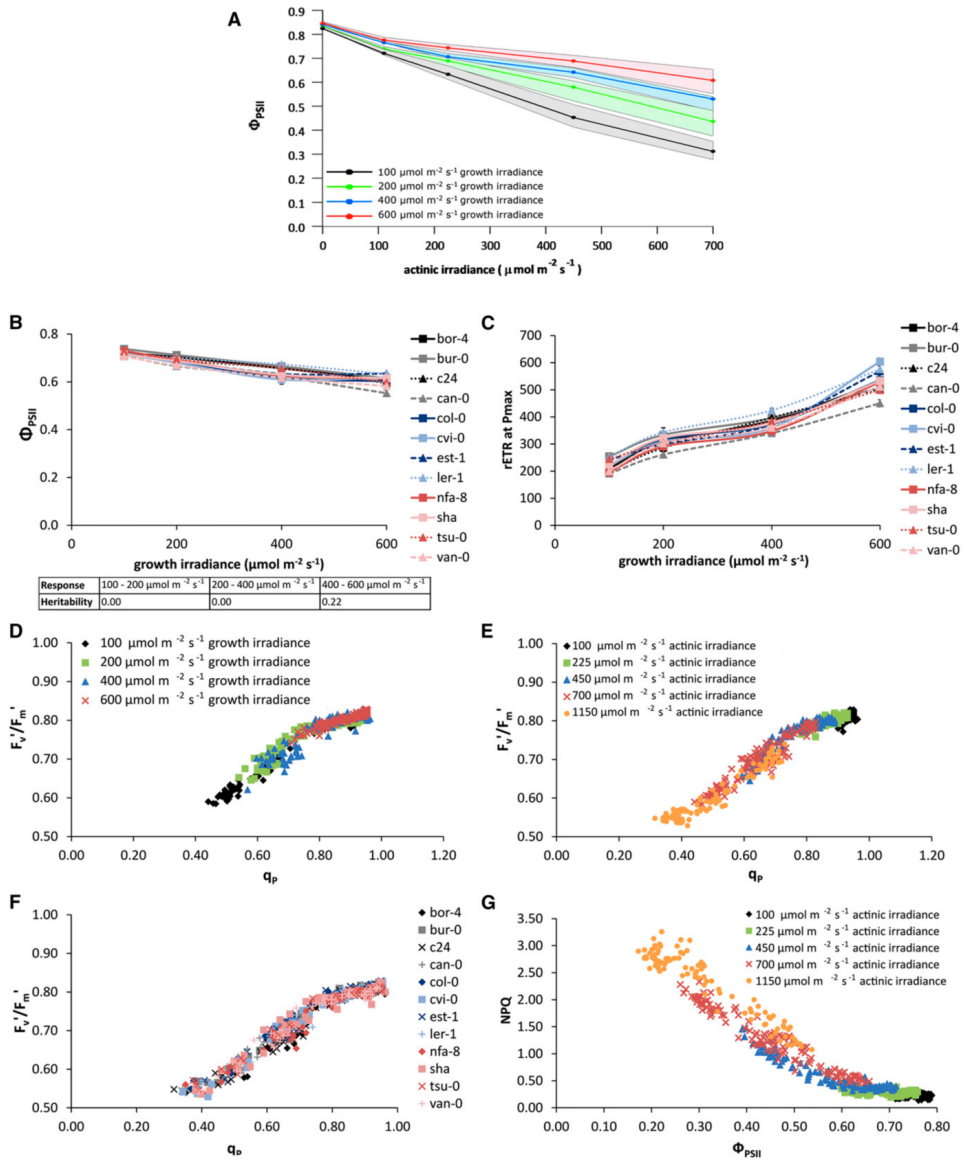 A
0.9
0.8
0.7
0.6
0.5
0.4
0.3
0.2
0.1
0.0
Φ_PSII
100 μmol m⁻² s⁻¹ growth irradiance
200 μmol m⁻² s⁻¹ growth irradiance
400 μmol m⁻² s⁻¹ growth irradiance
600 μmol m⁻² s⁻¹ growth irradiance
0 100 200 300 400 500 600 700
actinic irradiance ( μ mol m⁻² s⁻¹ )
B
0.8
0.6
0.4
0.2
0.0
Φ_PSII
0 200 400 600
growth irradiance (μmol m⁻² s⁻¹)
bor-4
bur-0
c24
can-0
col-0
cvi-0
est-1
ler-1
nfa-8
sha
tsu-0
van-0
Response 100 - 200 μmol m⁻² s⁻¹ 200 - 400 μmol m⁻² s⁻¹ 400 - 600 μmol m⁻² s⁻¹
Heritability 0.00 0.00 0.22
C
700
600
500
400
300
200
100
0
rETR at Pmax
0 200 400 600
growth irradiance (μmol m⁻² s⁻¹)
bor-4
bur-0
c24
can-0
col-0
cvi-0
est-1
ler-1
nfa-8
sha
tsu-0
van-0
D
1.00
0.90
0.80
0.70
0.60
0.50
Fv'/Fm'
100 μmol m⁻² s⁻¹ growth irradiance
200 μmol m⁻² s⁻¹ growth irradiance
400 μmol m⁻² s⁻¹ growth irradiance
600 μmol m⁻² s⁻¹ growth irradiance
0.00 0.20 0.40 0.60 0.80 1.00 1.20
qP
E
1.00
0.90
0.80
0.70
0.60
0.50
Fv'/Fm'
100 μmol m⁻² s⁻¹ actinic irradiance
225 μmol m⁻² s⁻¹ actinic irradiance
450 μmol m⁻² s⁻¹ actinic irradiance
700 μmol m⁻² s⁻¹ actinic irradiance
1150 μmol m⁻² s⁻¹ actinic irradiance
0.00 0.20 0.40 0.60 0.80 1.00 1.20
qP
F
1.00
0.90
0.80
0.70
0.60
0.50
Fv'/Fm'
0.00 0.20 0.40 0.60 0.80 1.00
qP
bor-4
bur-0
c24
can-0
col-0
cvi-0
est-1
ler-1
nfa-8
sha
tsu-0
van-0
G
3.50
3.00
2.50
2.00
1.50
1.00
0.50
0.00
NPQ
100 μmol m⁻² s⁻¹ actinic irradiance
225 μmol m⁻² s⁻¹ actinic irradiance
450 μmol m⁻² s⁻¹ actinic irradiance
700 μmol m⁻² s⁻¹ actinic irradiance
1150 μmol m⁻² s⁻¹ actinic irradiance
0.00 0.10 0.20 0.30 0.40 0.50 0.60 0.70 0.80
Φ_PSII